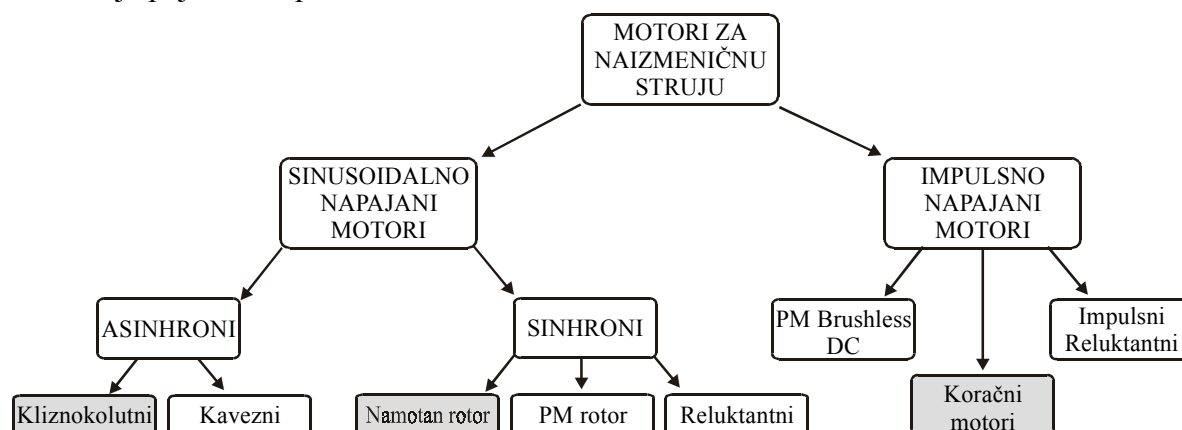 MOTORI ZA
NAIZMENIČNU
STRUJU
SINUSOIDALNO
NAPAJANI
MOTORI
IMPULSNO
NAPAJANI
MOTORI
ASINHRONI
SINHRONI
PM Brushless
DC
Impulsni
Reluktantni
Kliznokolutni
Kavezni
Namotan rotor
PM rotor
Reluktantni
Koračni
motori